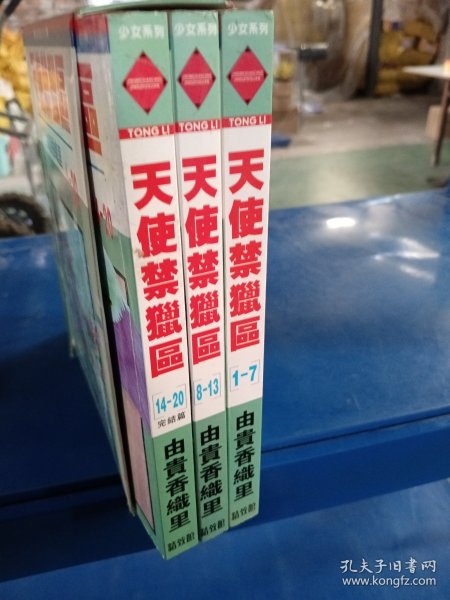 少女系列
TONG LI
天使禁獵區
14-20
完結篇
由貴香織里
少女系列
TONG LI
天使禁獵區
8-13
由貴香織里
少女系列
TONG LI
天使禁獵區
1-7
由貴香織里
孔夫子旧书网
www.kongfz.com